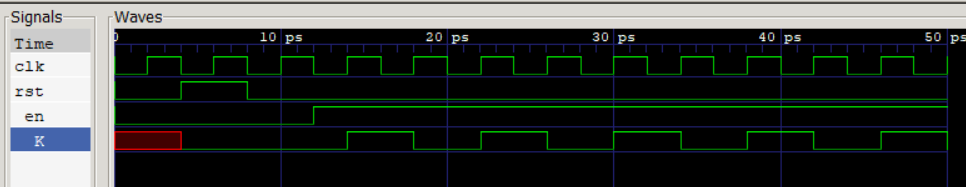 Signals
Waves
Time
0 10 ps 20 ps 30 ps 40 ps 50 ps
clk
rst
en
K